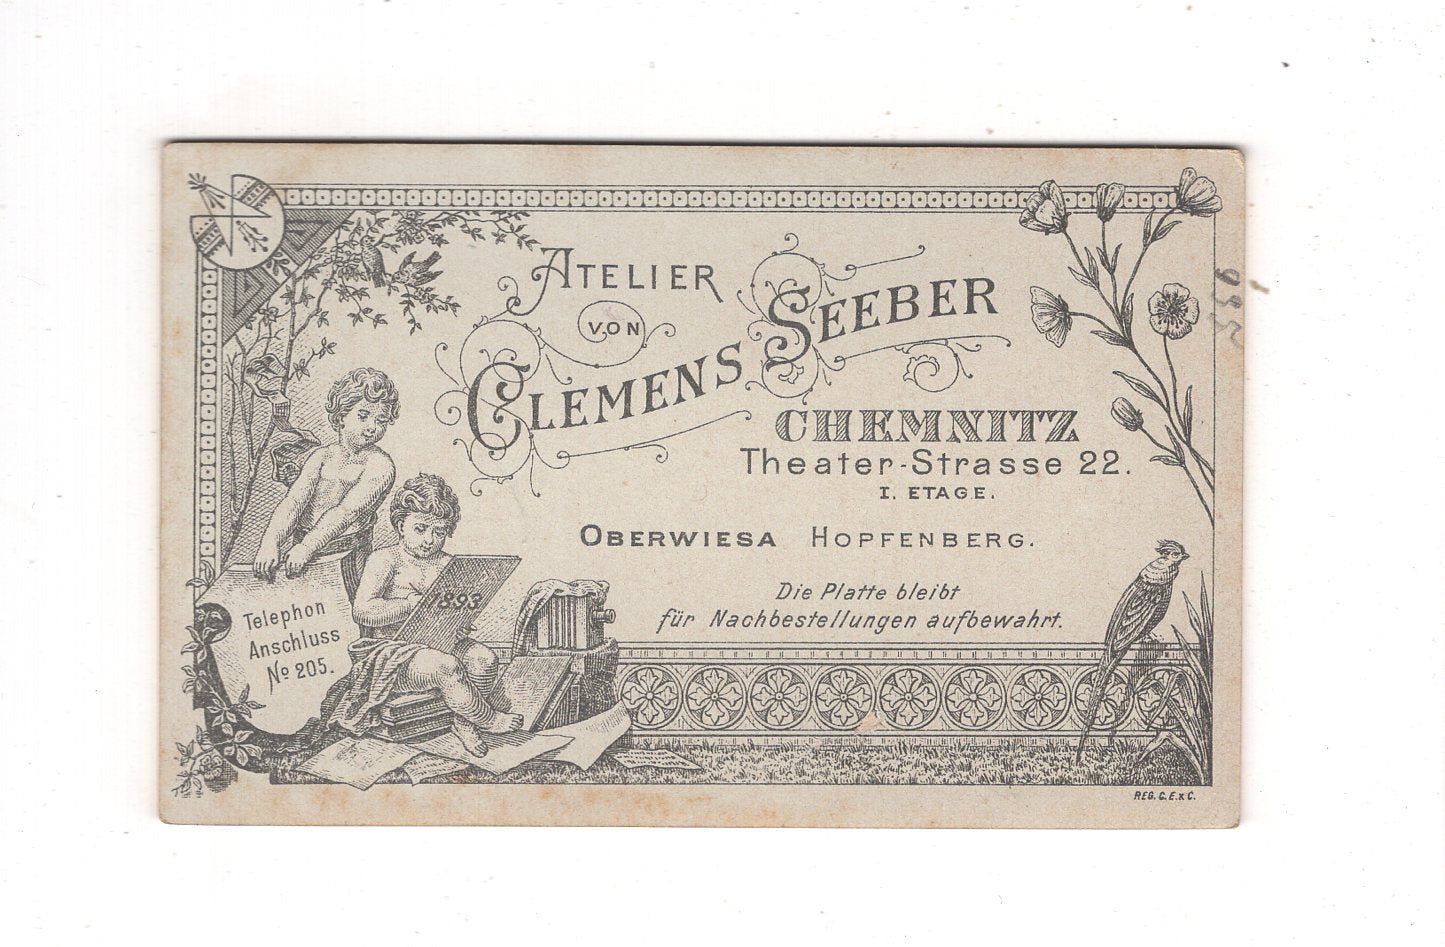 ATELIER
VON
CLEMENS SEEBER
CHEMNITZ
Theater-Strasse 22.
I. ETAGE.
OBERWIESA HOPFENBERG.
Die Platte bleibt
für Nachbestellungen aufbewahrt.
1893
Telephon
Anschluss
No 205.
REG. C. E. & C.